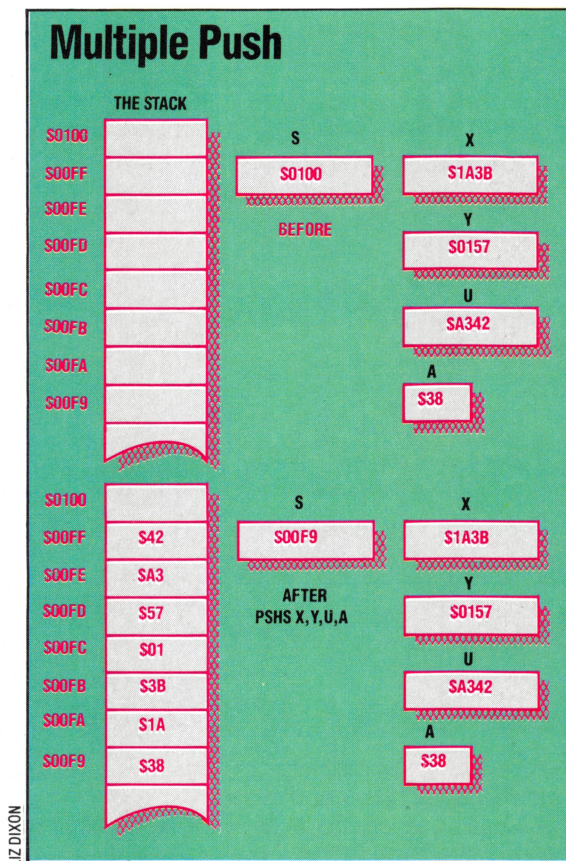 Multiple Push
THE STACK
$0100
$00FF
$00FE
$00FD
$00FC
$00FB
$00FA
$00F9
S
$0100
BEFORE
X
$1A3B
Y
$0157
U
$A342
A
$38
$0100
$00FF $42
$00FE $A3
$00FD $57
$00FC $01
$00FB $3B
$00FA $1A
$00F9 $38
S
$00F9
AFTER
PSHS X,Y,U,A
X
$1A3B
Y
$0157
U
$A342
A
$38
IZ DIXON